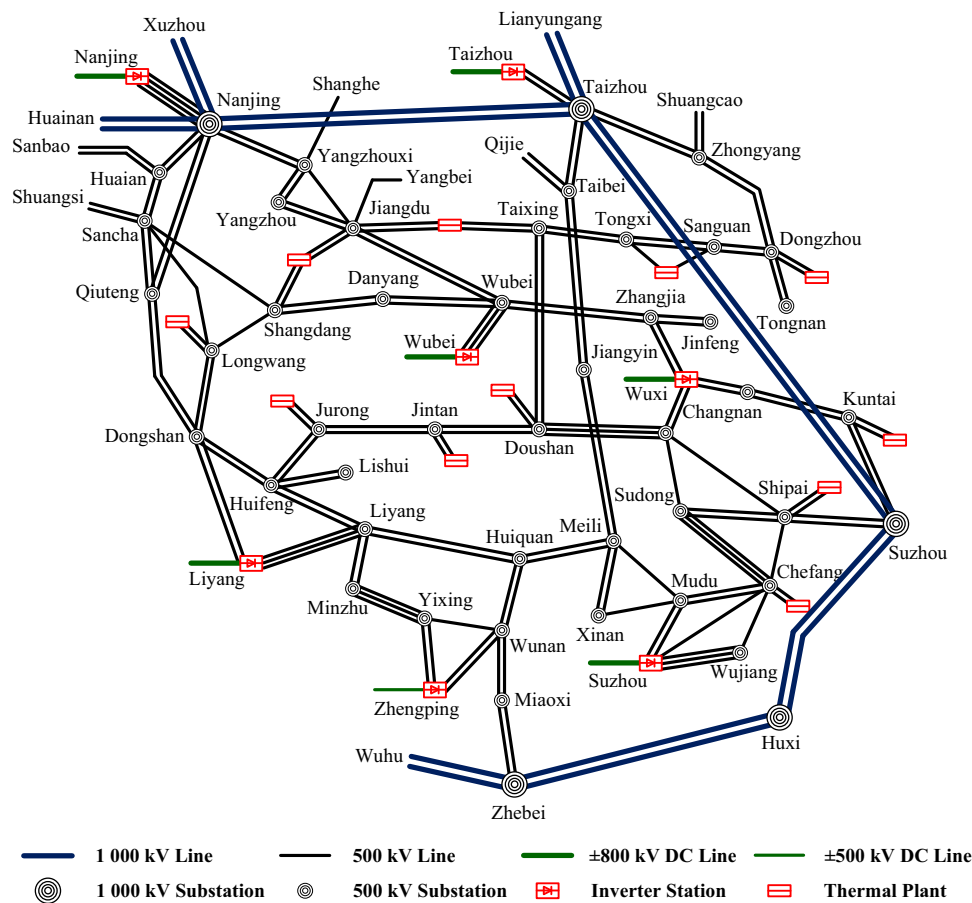 Xuzhou
Lianyungang
Nanjing
Taizhou
Nanjing
Shanghe
Taizhou
Shuangcao
Huainan
Sanbao
Qijie
Zhongyang
Yangzhouxi
Huaian
Yangbei
Taibei
Shuangsi
Yangzhou
Jiangdu
Taixing
Tongxi
Sanguan
Sancha
Dongzhou
Qiuteng
Danyang
Wubei
Zhangjia
Tongnan
Shangdang
Jinfeng
Wubei
Longwang
Jiangyin
Wuxi
Changnan
Kuntai
Jurong
Jintan
Dongshan
Doushan
Lishui
Huifeng
Sudong
Shipai
Liyang
Meili
Suzhou
Huiquan
Liyang
Chefang
Minzhu
Mudu
Yixing
Xinan
Wunan
Suzhou
Wujiang
Zhengping
Miaoxi
Wuhu
Huxi
Zhebei
1 000 kV Line
500 kV Line
±800 kV DC Line
±500 kV DC Line
1 000 kV Substation
500 kV Substation
Inverter Station
Thermal Plant